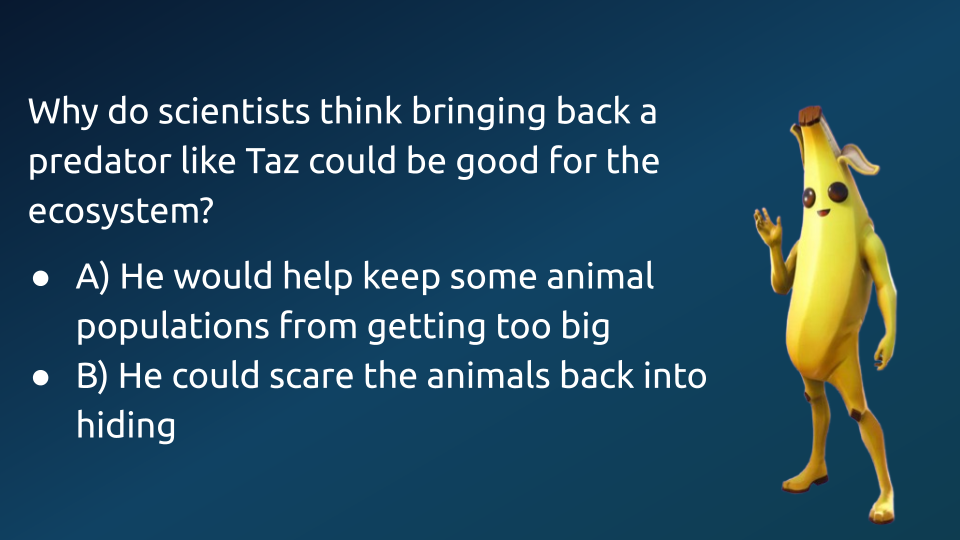 Why do scientists think bringing back a
predator like Taz could be good for the
ecosystem?
● A) He would help keep some animal
populations from getting too big
● B) He could scare the animals back into
hiding